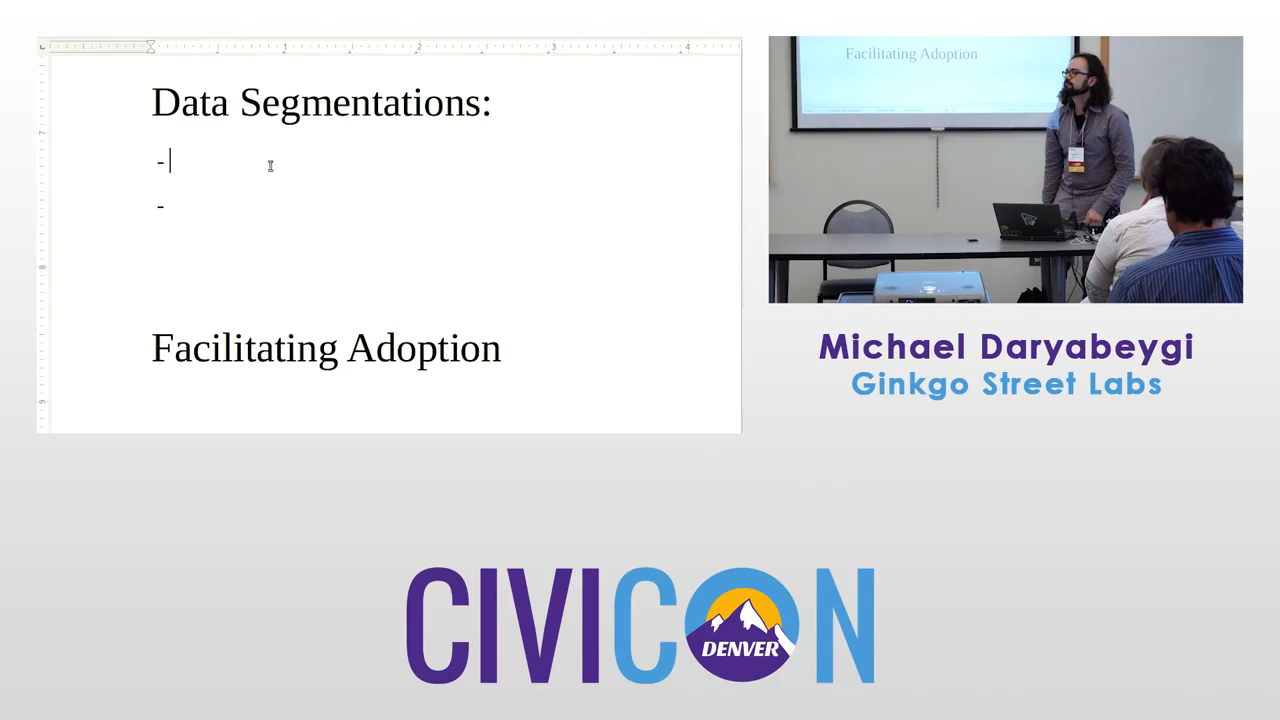 Data Segmentations:
-
-
Facilitating Adoption
Facilitating Adoption
Michael Daryabeygi
Ginkgo Street Labs
CIVICON
DENVER